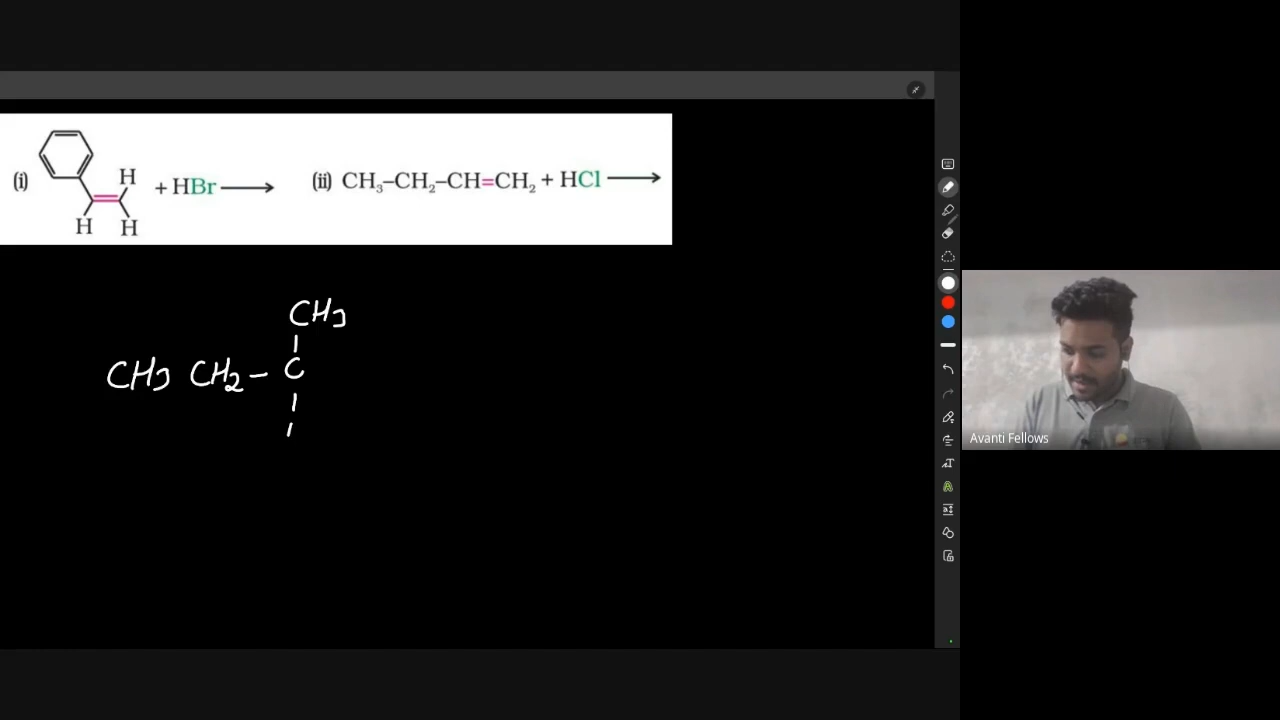 (i) H H H + HBr ⟶ (ii) CH₃–CH₂–CH=CH₂ + HCl ⟶
CH₃
CH₃ CH₂ – C
Avanti Fellows